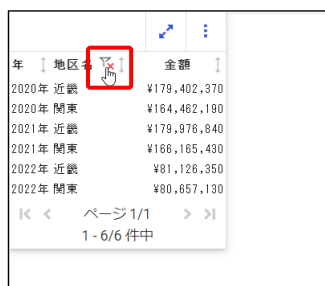 年 地区名 金額
2020年 近畿 ¥179,402,370
2020年 関東 ¥164,462,190
2021年 近畿 ¥179,976,840
2021年 関東 ¥166,165,430
2022年 近畿 ¥81,126,350
2022年 関東 ¥80,657,130
ページ 1/1
1 - 6/6 件中